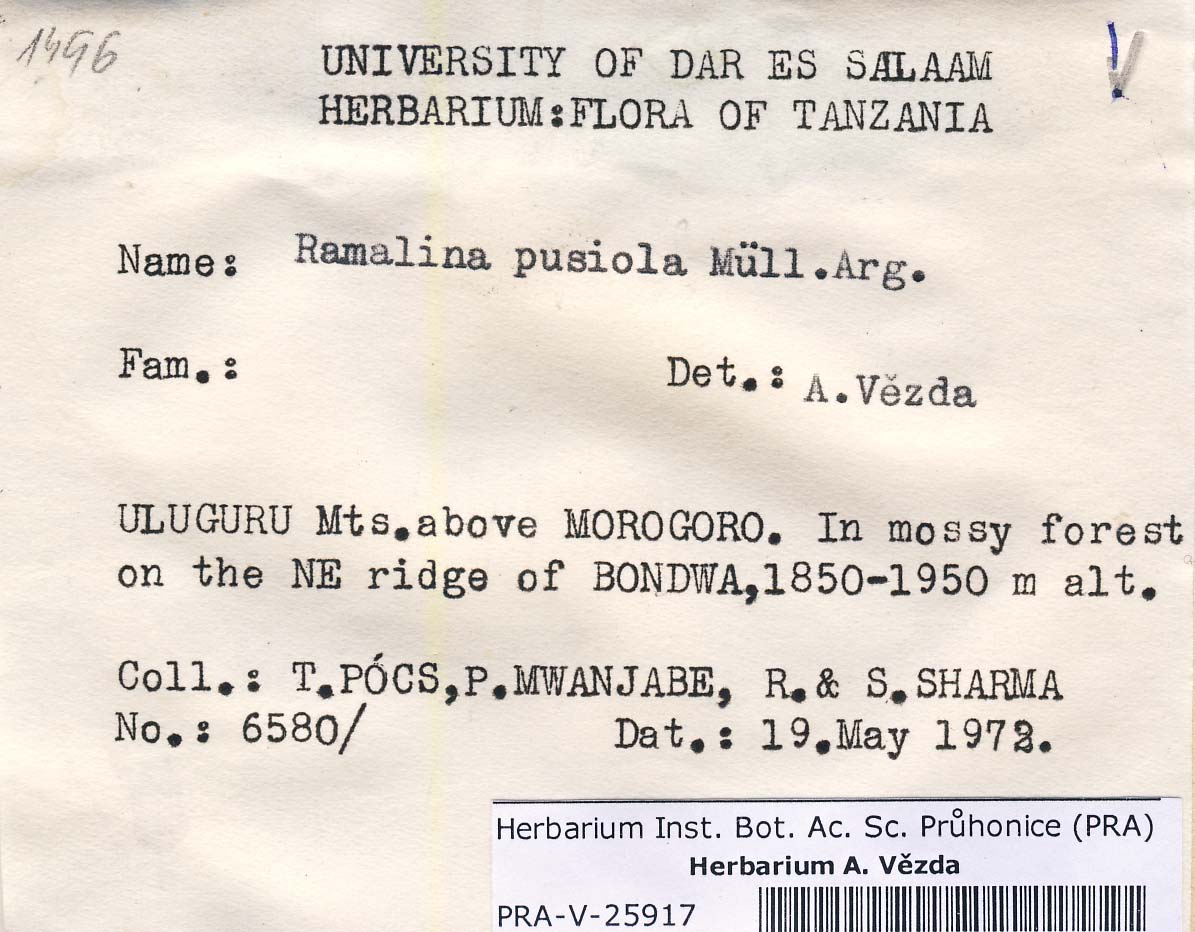 1496
UNIVERSITY OF DAR ES SALAAM
HERBARIUM:FLORA OF TANZANIA
Name: Ramalina pusiola Müll.Arg.
Fam.: Det.: A.Vězda
ULUGURU Mts.above MOROGORO. In mossy forest
on the NE ridge of BONDWA,1850-1950 m alt.
Coll.: T.PÓCS,P.MWANJABE, R.& S.SHARMA
No.: 6580/ Dat.: 19.May
Herbarium Inst. Bot. Ac. Sc. Průhonice (PRA)
Herbarium A. Vězda
PRA-V-25917